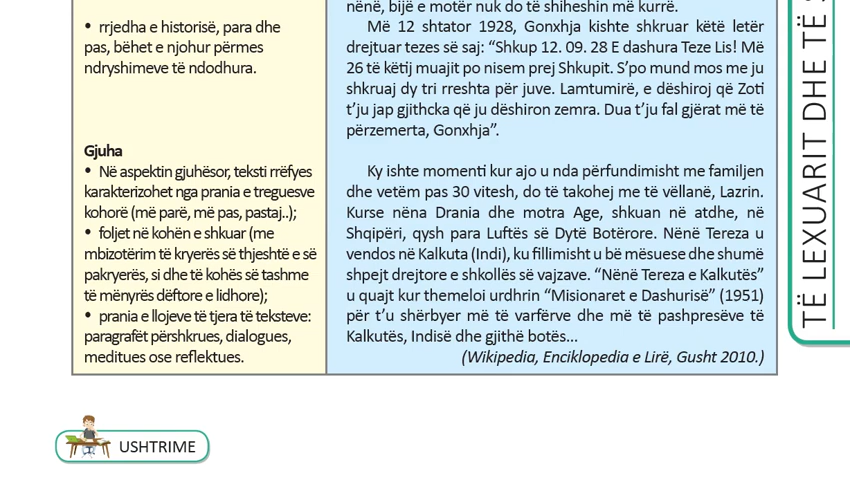 • rrjedha e historisë, para dhe
pas, bëhet e njohur përmes
ndryshimeve të ndodhura.
Gjuha
• Në aspektin gjuhësor, teksti rrëfyes
karakterizohet nga prania e treguesve
kohorë (më parë, më pas, pastaj..);
• foljet në kohën e shkuar (me
mbizotërim të kryerës së thjeshtë e së
pakryerës, si dhe të kohës së tashme
të mënyrës dëftore e lidhore);
• prania e llojeve të tjera të teksteve:
paragrafët përshkrues, dialogues,
meditues ose reflektues.
nënë, bijë e motër nuk do të shiheshin më kurrë.
Më 12 shtator 1928, Gonxhja kishte shkruar këtë letër
drejtuar tezes së saj: “Shkup 12. 09. 28 E dashura Teze Lis! Më
26 të këtij muajit po nisem prej Shkupit. S’po mund mos me ju
shkruaj dy tri rreshta për juve. Lamtumirë, e dëshiroj që Zoti
t’ju jap gjithcka që ju dëshiron zemra. Dua t’ju fal gjërat më të
përzemerta, Gonxhja”.
Ky ishte momenti kur ajo u nda përfundimisht me familjen
dhe vetëm pas 30 vitesh, do të takohej me të vëllanë, Lazrin.
Kurse nëna Drania dhe motra Age, shkuan në atdhe, në
Shqipëri, qysh para Luftës së Dytë Botërore. Nënë Tereza u
vendos në Kalkuta (Indi), ku fillimisht u bë mësuese dhe shumë
shpejt drejtore e shkollës së vajzave. “Nënë Tereza e Kalkutës”
u quajt kur themeloi urdhrin “Misionaret e Dashurisë” (1951)
për t’u shërbyer më të varfërve dhe më të pashpresëve të
Kalkutës, Indisë dhe gjithë botës...
(Wikipedia, Enciklopedia e Lirë, Gusht 2010.)
TË LEXUARIT DHE TË
USHTRIME